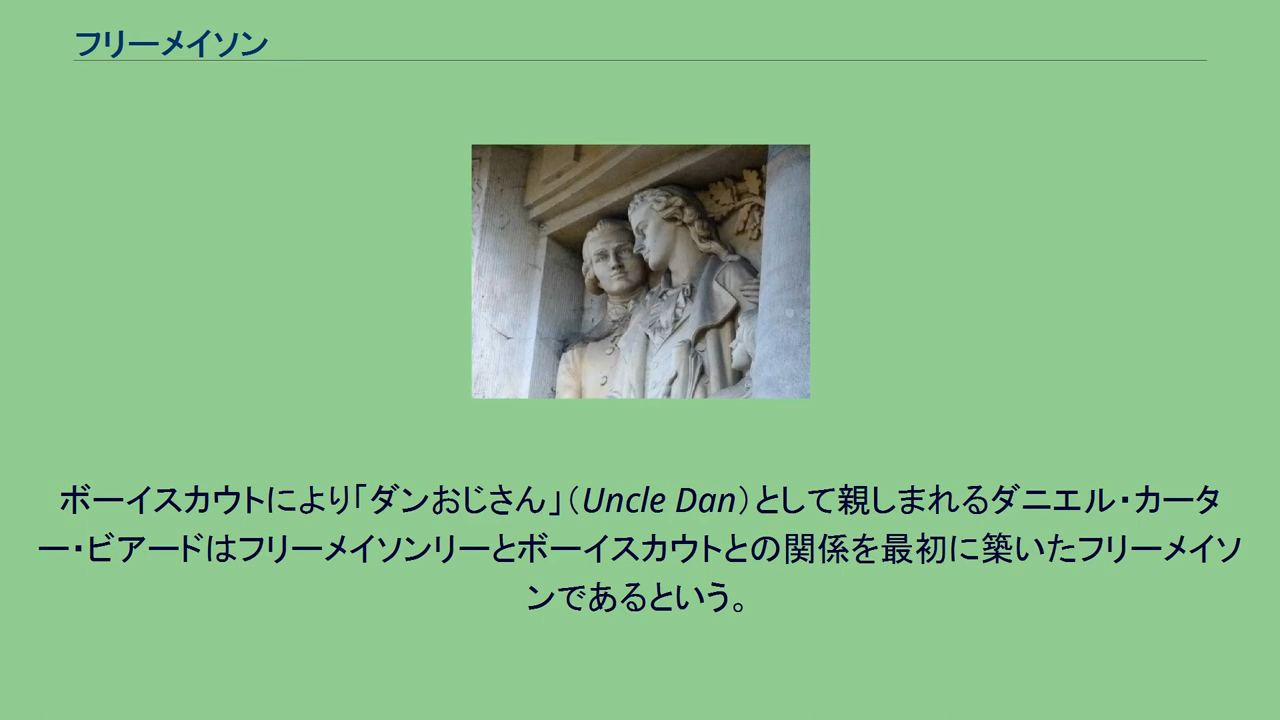 フリーメイソン
ボーイスカウトにより「ダンおじさん」（Uncle Dan）として親しまれるダニエル・カータ
ー・ビアードはフリーメイソンリーとボーイスカウトとの関係を最初に築いたフリーメイソ
ンであるという。